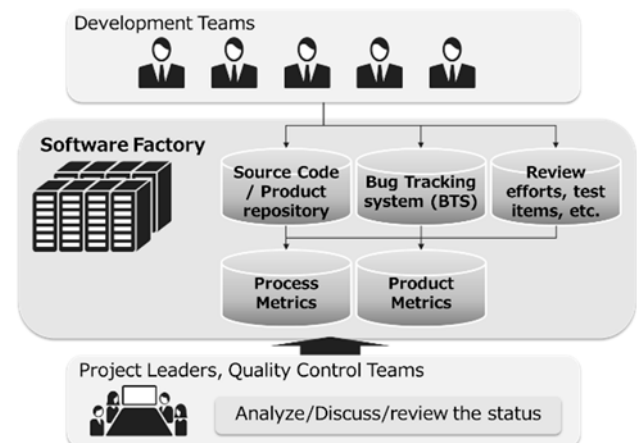 Development Teams
Software Factory
Source Code
/ Product
repository
Bug Tracking
system (BTS)
Review
efforts, test
items, etc.
Process
Metrics
Product
Metrics
Project Leaders, Quality Control Teams
Analyze/Discuss/review the status